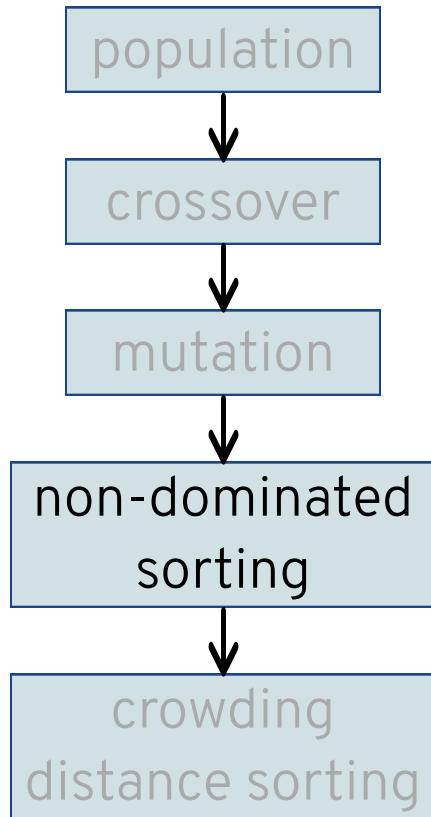 population
crossover
mutation
non-dominated
sorting
crowding
distance sorting